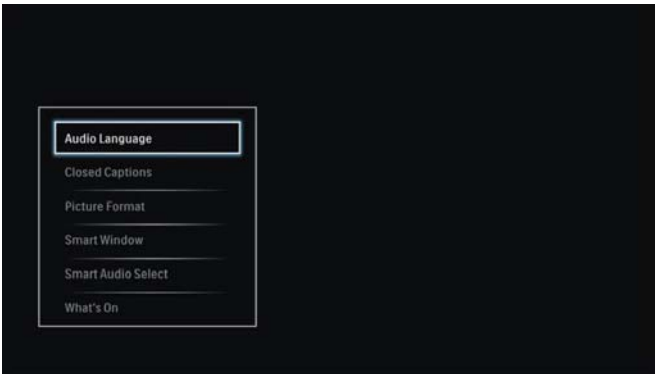 Audio Language
Closed Captions
Picture Format
Smart Window
Smart Audio Select
What's On